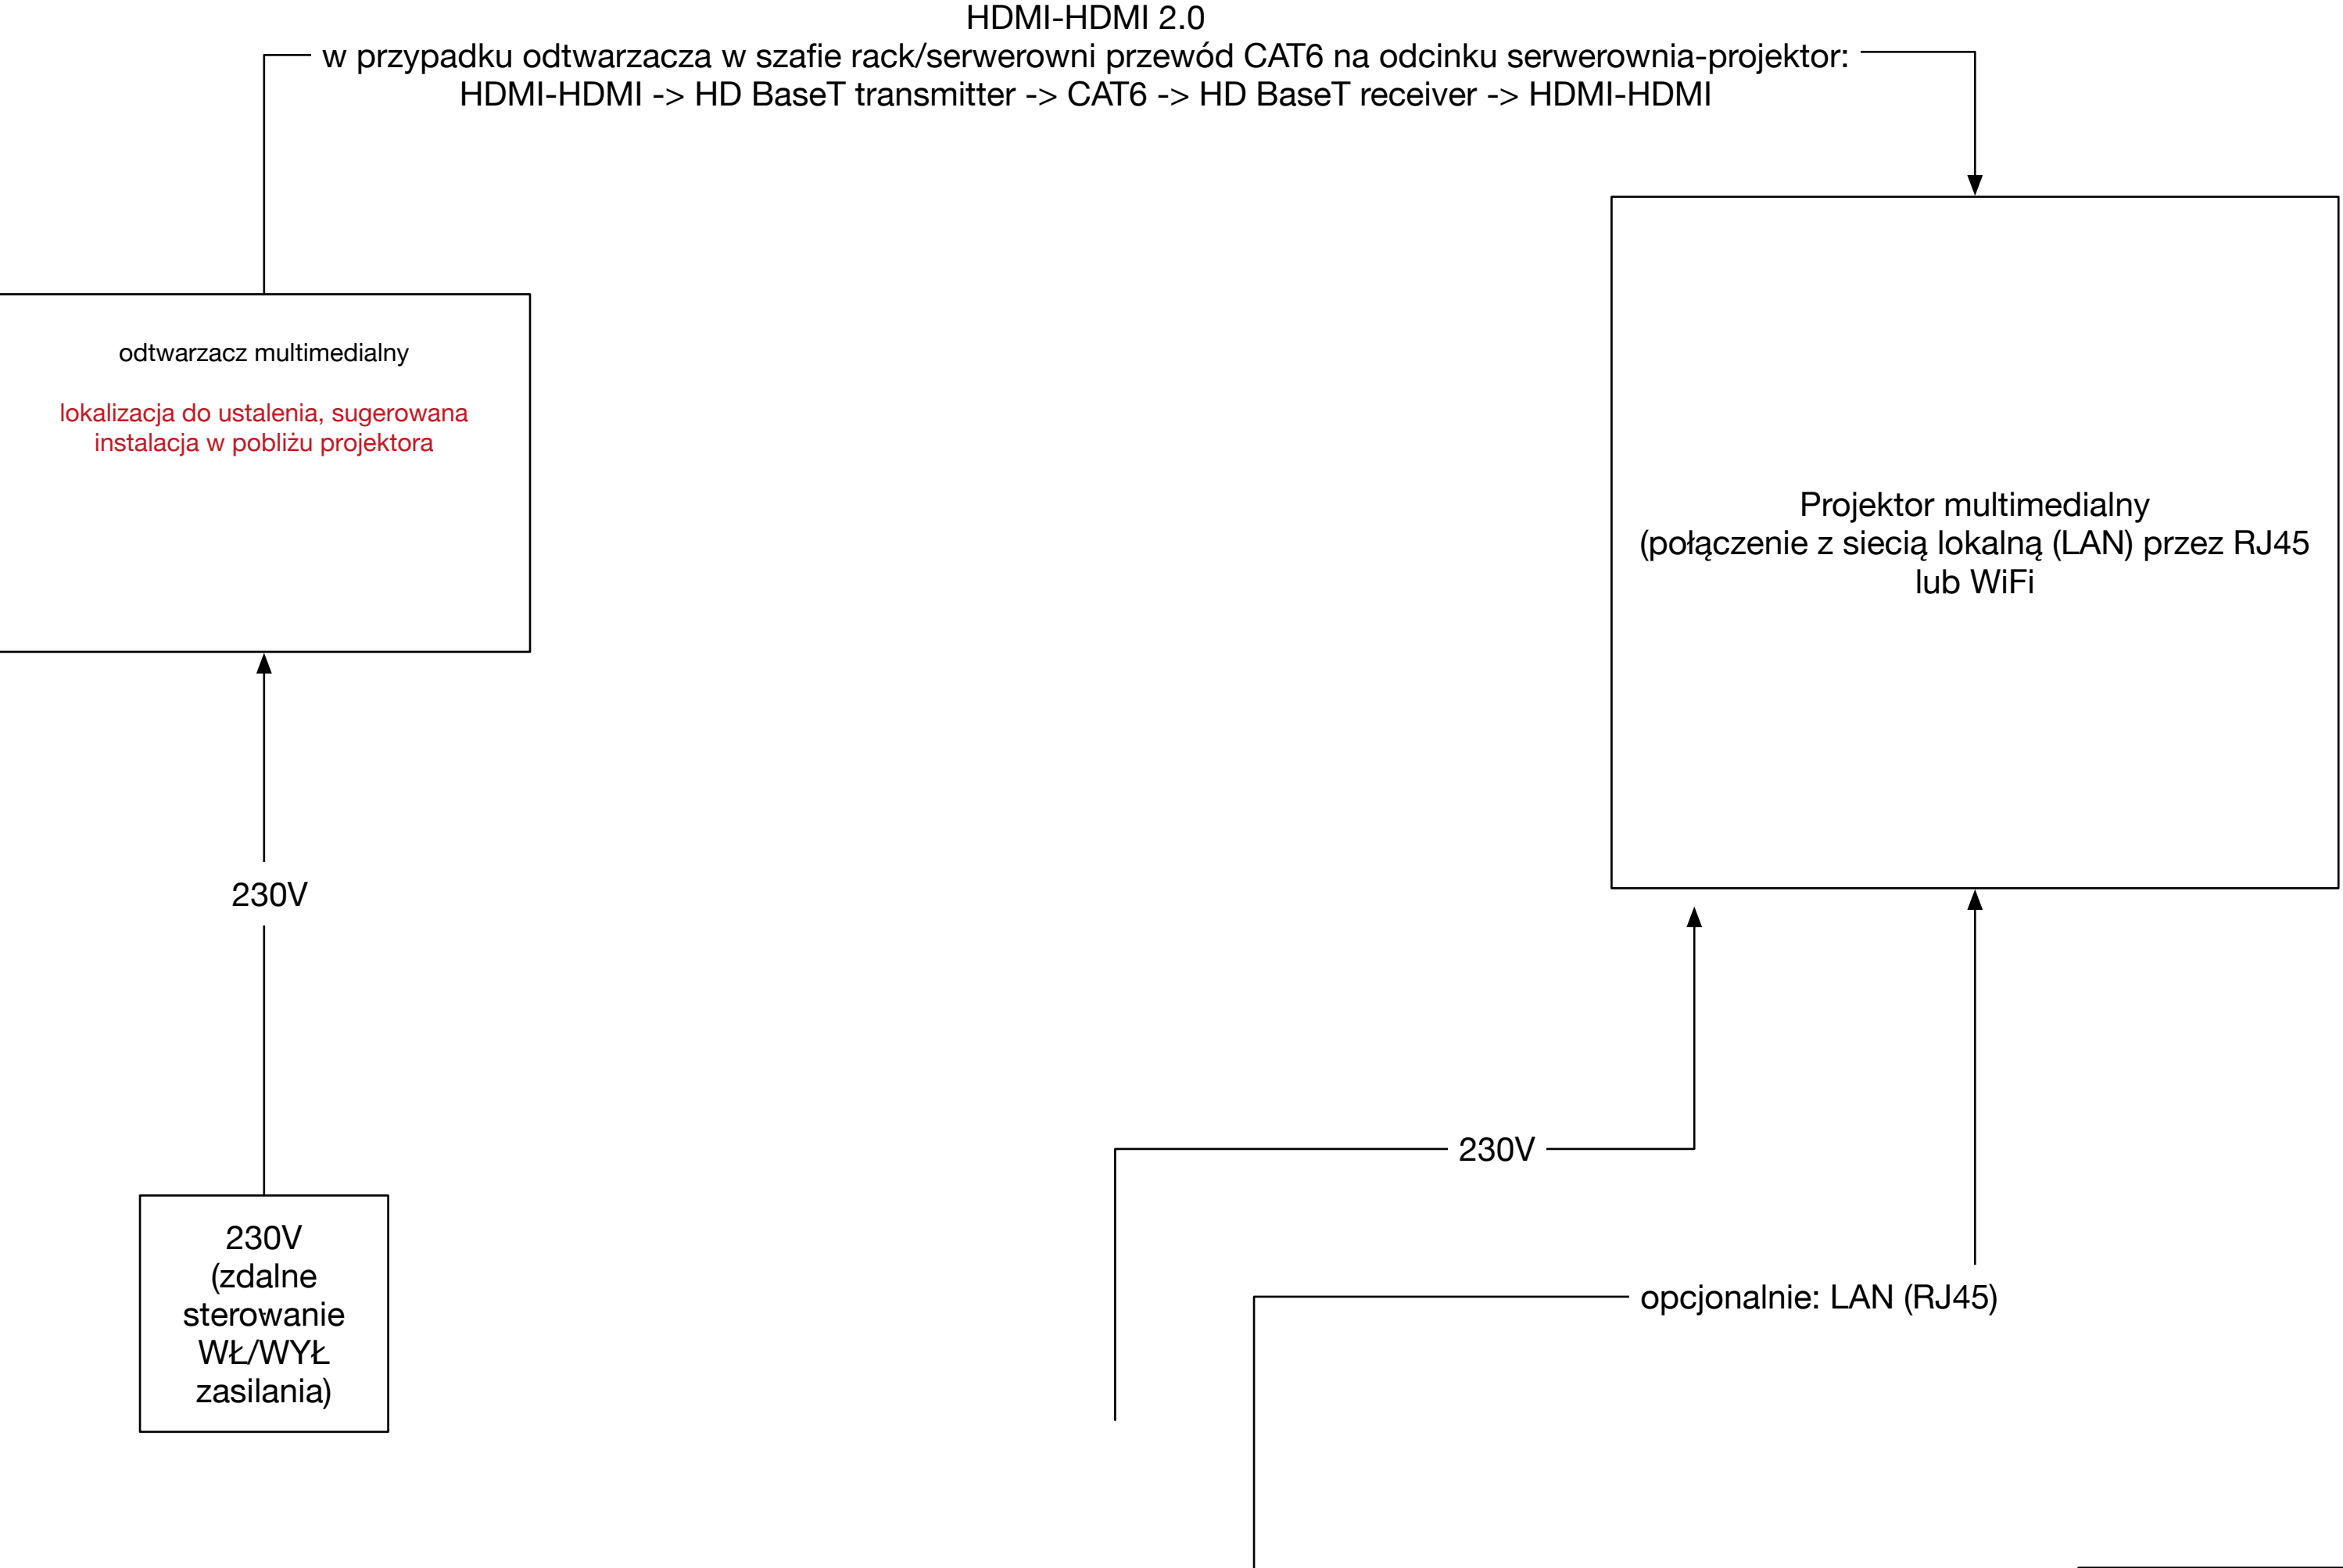 HDMI-HDMI 2.0
w przypadku odtwarzacza w szafie rack/serwerowni przewód CAT6 na odcinku serwerownia-projektor:
HDMI-HDMI -> HD BaseT transmitter -> CAT6 -> HD BaseT receiver -> HDMI-HDMI
odtwarzacz multimedialny
lokalizacja do ustalenia, sugerowana
instalacja w pobliżu projektora
Projektor multimedialny
(połączenie z siecią lokalną (LAN) przez RJ45
lub WiFi
230V
230V
230V
(zdalne
sterowanie
WŁ/WYŁ
zasilania)
opcjonalnie: LAN (RJ45)